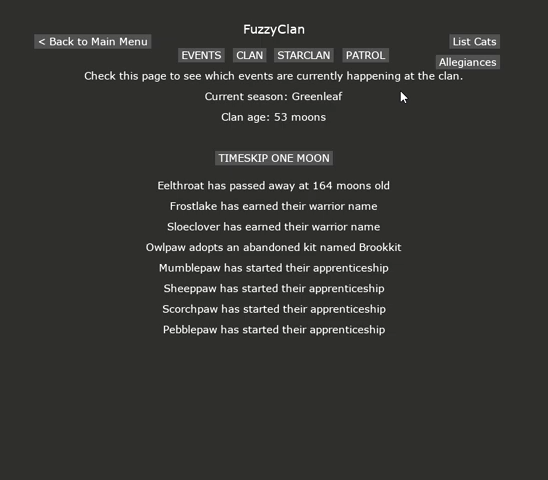 FuzzyClan
< Back to Main Menu
List Cats
EVENTS CLAN STARCLAN PATROL
Allegiances
Check this page to see which events are currently happening at the clan.
Current season: Greenleaf
Clan age: 53 moons
TIMESKIP ONE MOON
Eelthroat has passed away at 164 moons old
Frostlake has earned their warrior name
Sloeclover has earned their warrior name
Owlpaw adopts an abandoned kit named Brookkit
Mumblepaw has started their apprenticeship
Sheeppaw has started their apprenticeship
Scorchpaw has started their apprenticeship
Pebblepaw has started their apprenticeship